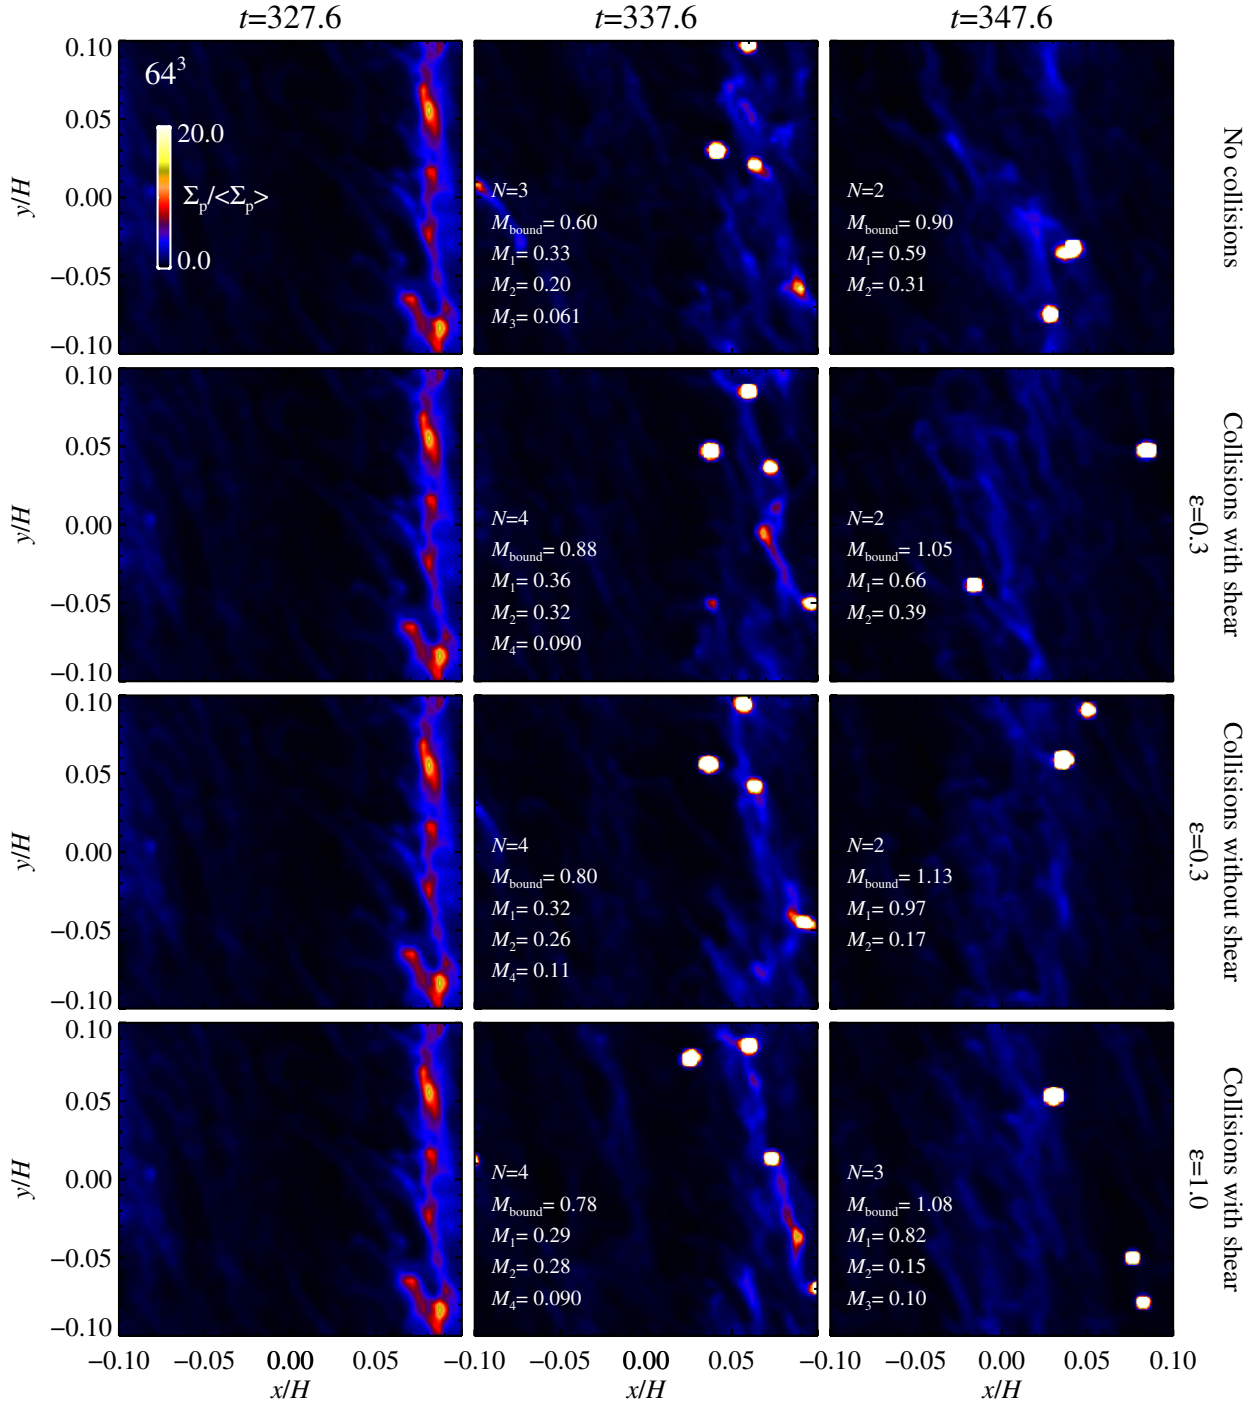 t=327.6
t=337.6
t=347.6
0.10
0.05
0.00
−0.05
−0.10
y/H
64³
20.0
Σp/<Σp>
0.0
N=3
Mbound= 0.60
M1= 0.33
M2= 0.20
M3= 0.061
N=2
Mbound= 0.90
M1= 0.59
M2= 0.31
No collisions
0.10
0.05
0.00
−0.05
−0.10
y/H
N=4
Mbound= 0.88
M1= 0.36
M2= 0.32
M4= 0.090
N=2
Mbound= 1.05
M1= 0.66
M2= 0.39
Collisions with shear
ε=0.3
0.10
0.05
0.00
−0.05
−0.10
y/H
N=4
Mbound= 0.80
M1= 0.32
M2= 0.26
M4= 0.11
N=2
Mbound= 1.13
M1= 0.97
M2= 0.17
Collisions without shear
ε=0.3
0.10
0.05
0.00
−0.05
−0.10
y/H
N=4
Mbound= 0.78
M1= 0.29
M2= 0.28
M4= 0.090
N=3
Mbound= 1.08
M1= 0.82
M2= 0.15
M3= 0.10
Collisions with shear
ε=1.0
−0.10 −0.05 0.00 0.05
−0.10 −0.05 0.00 0.05
−0.10 −0.05 0.00 0.05 0.10
x/H
x/H
x/H